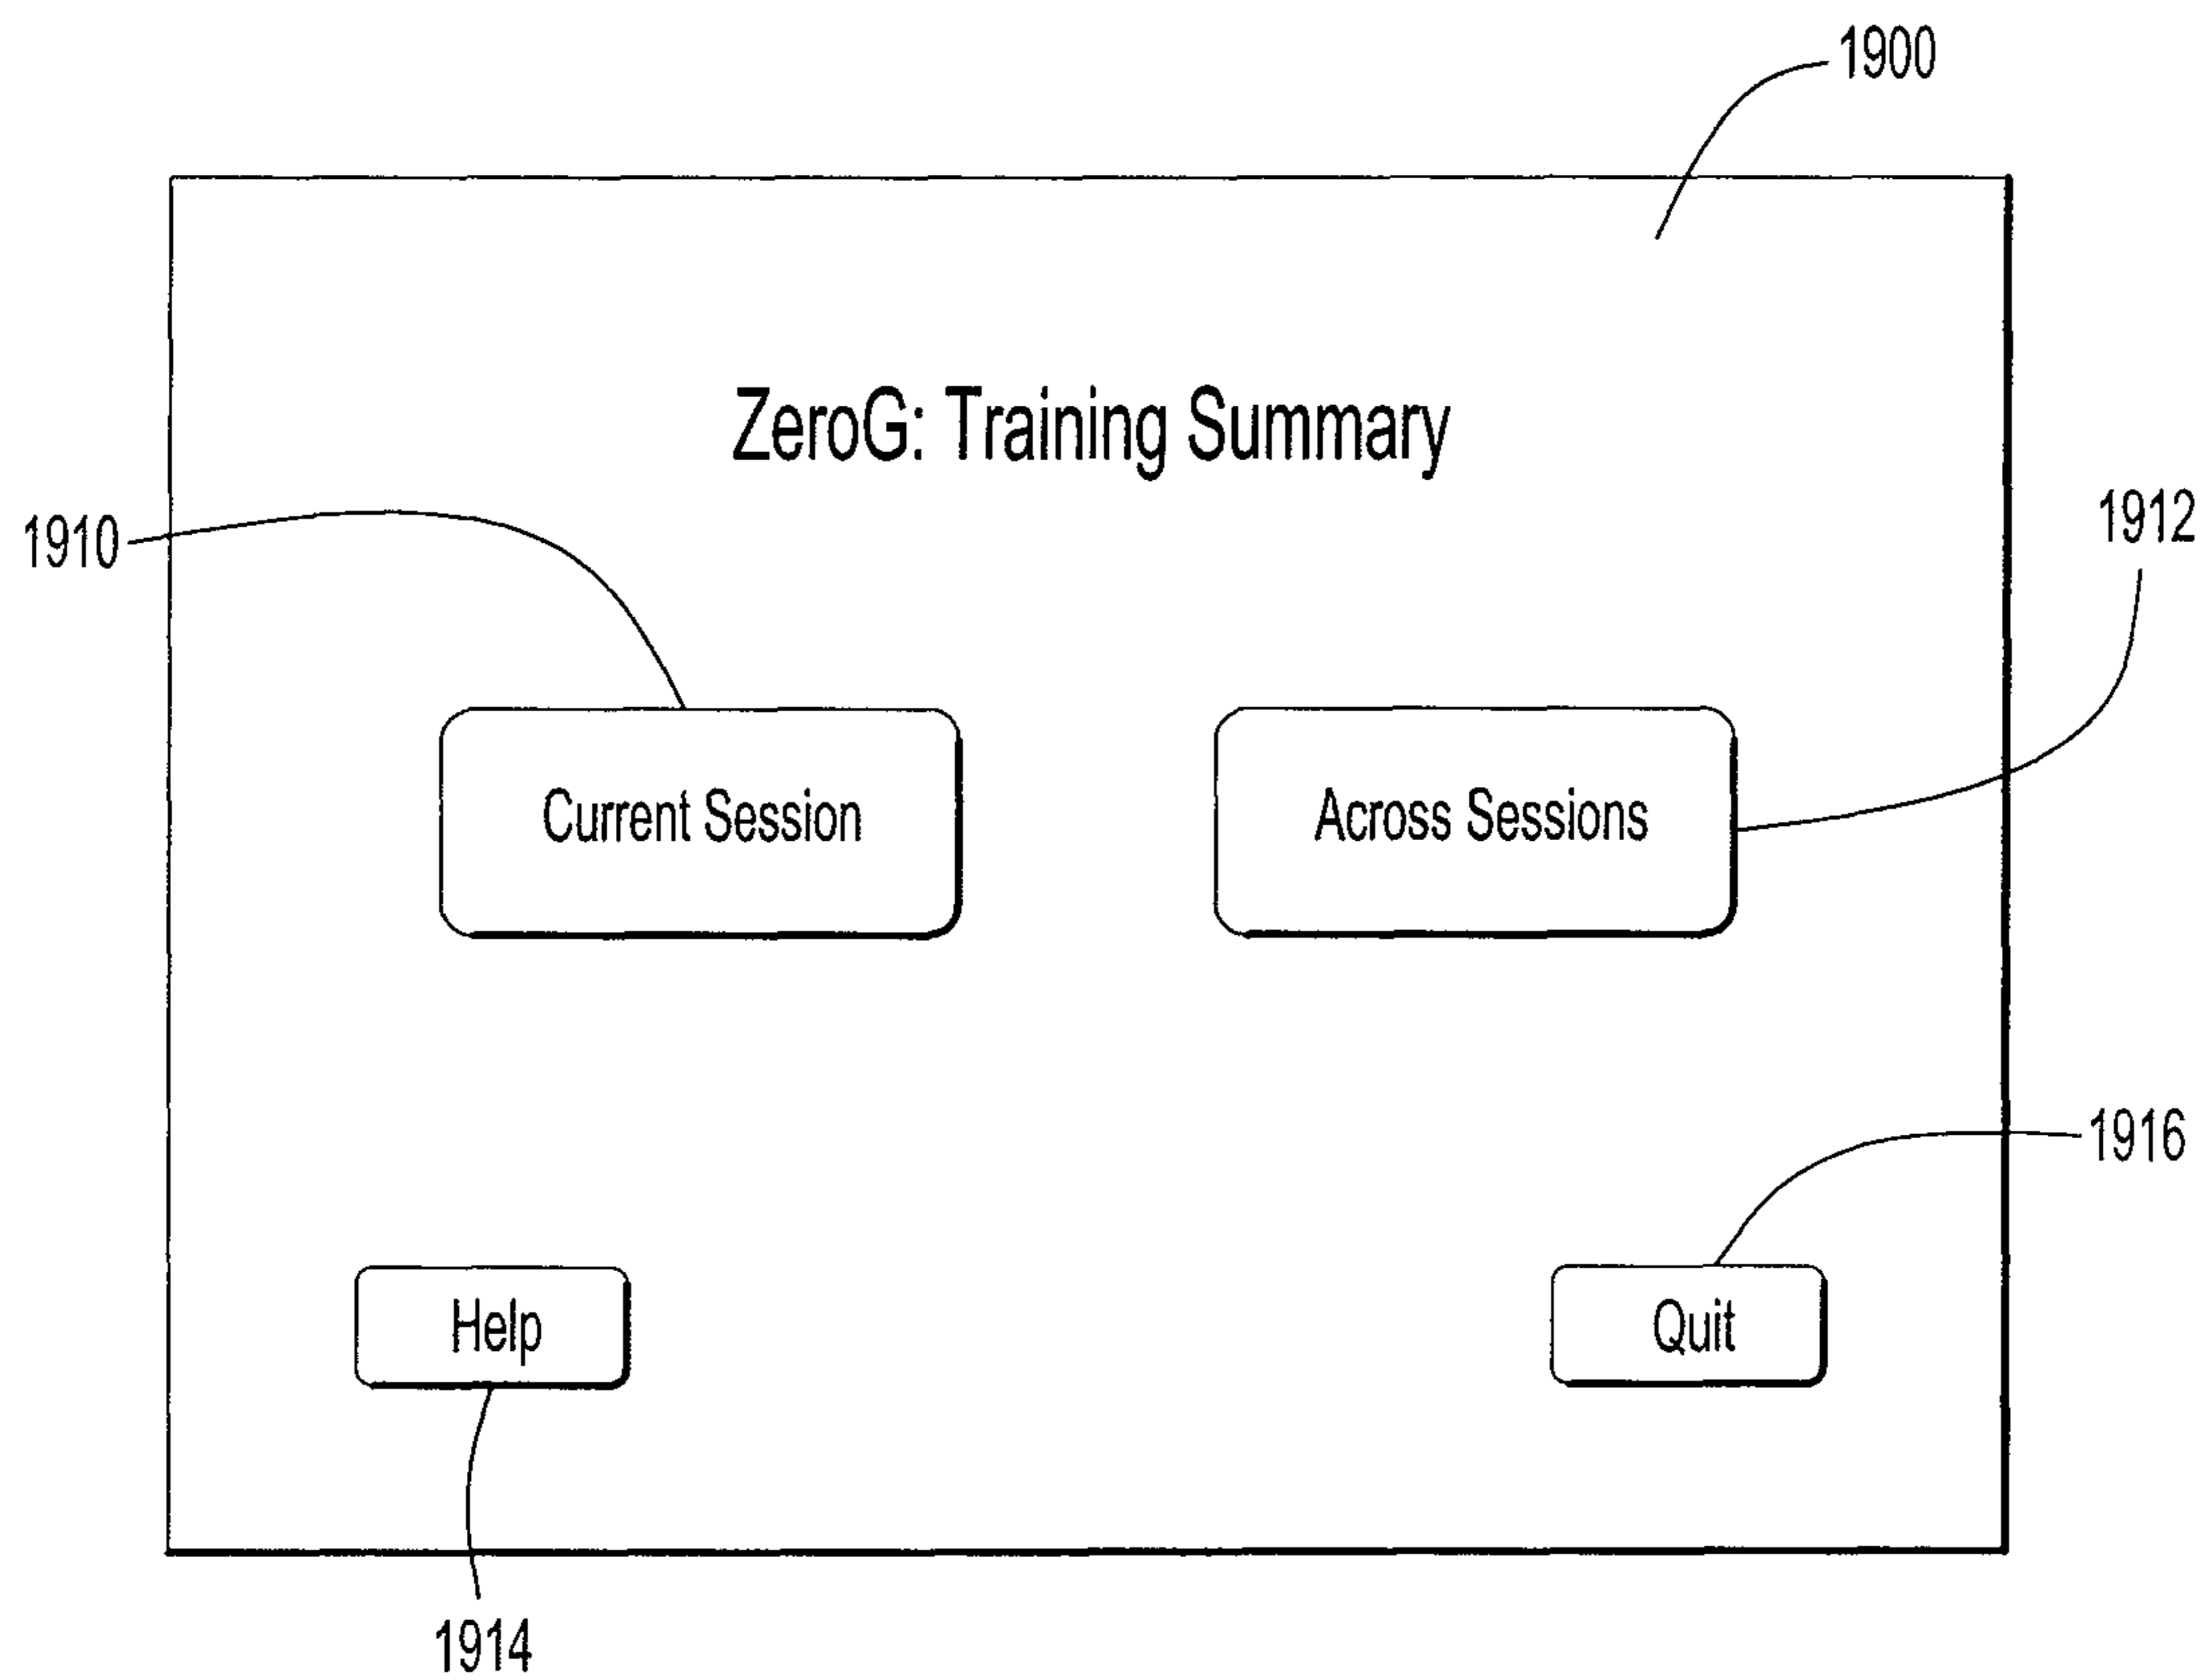 1900
ZeroG: Training Summary
1910
1912
Current Session
Across Sessions
1916
Help
Quit
1914